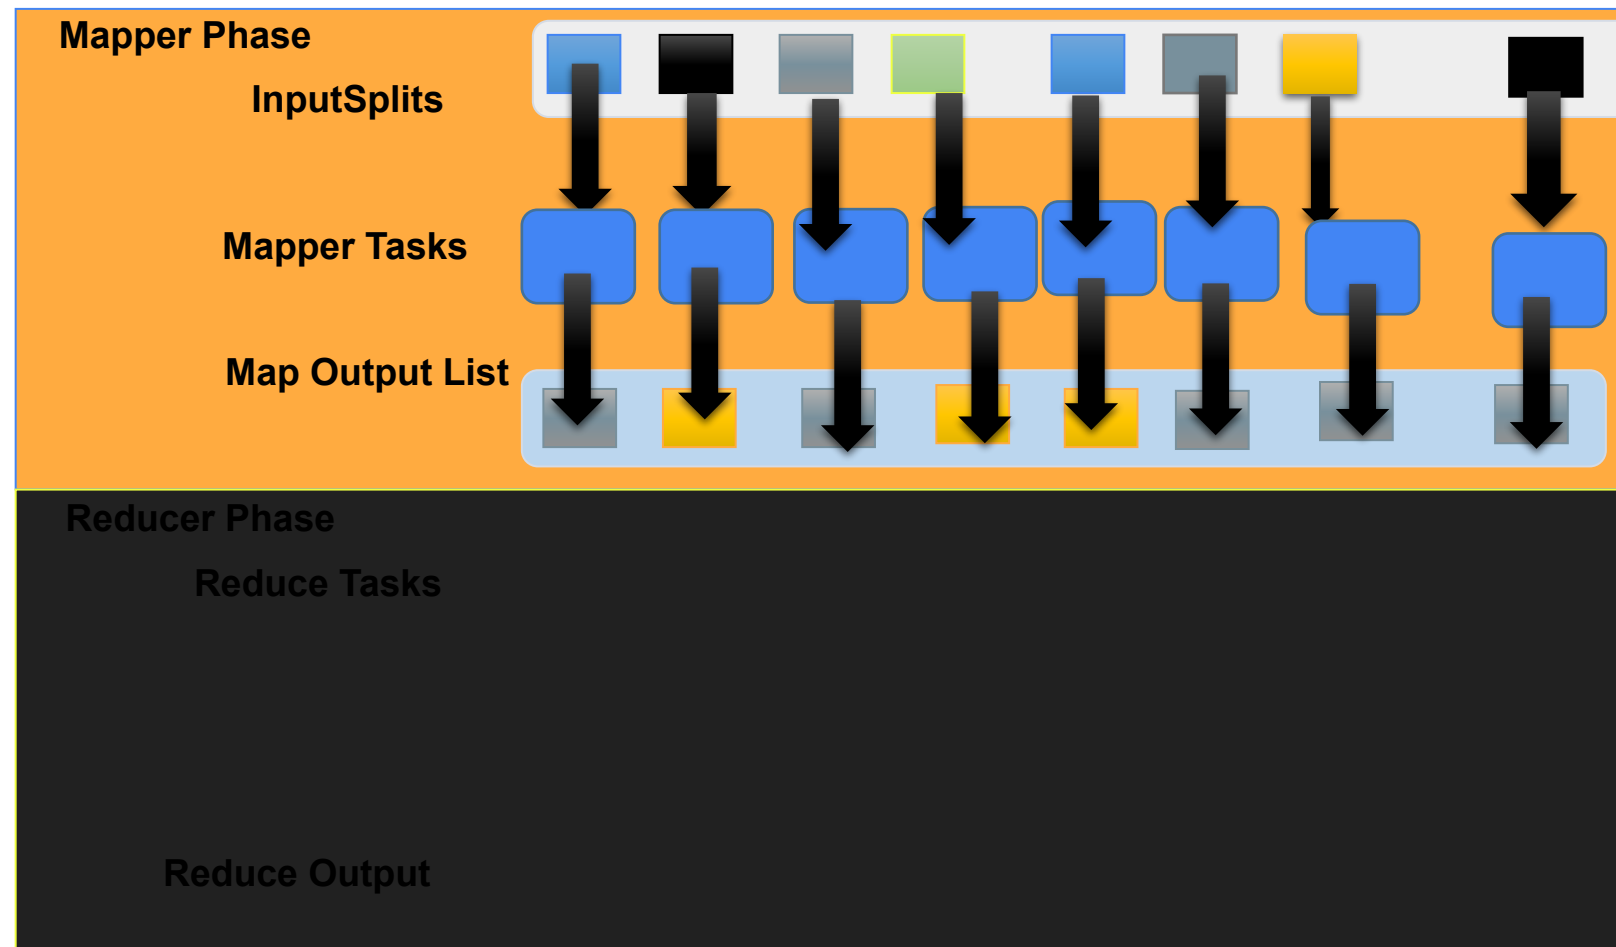 Mapper Phase
InputSplits
Mapper Tasks
Map Output List
Reducer Phase
Reduce Tasks
Reduce Output